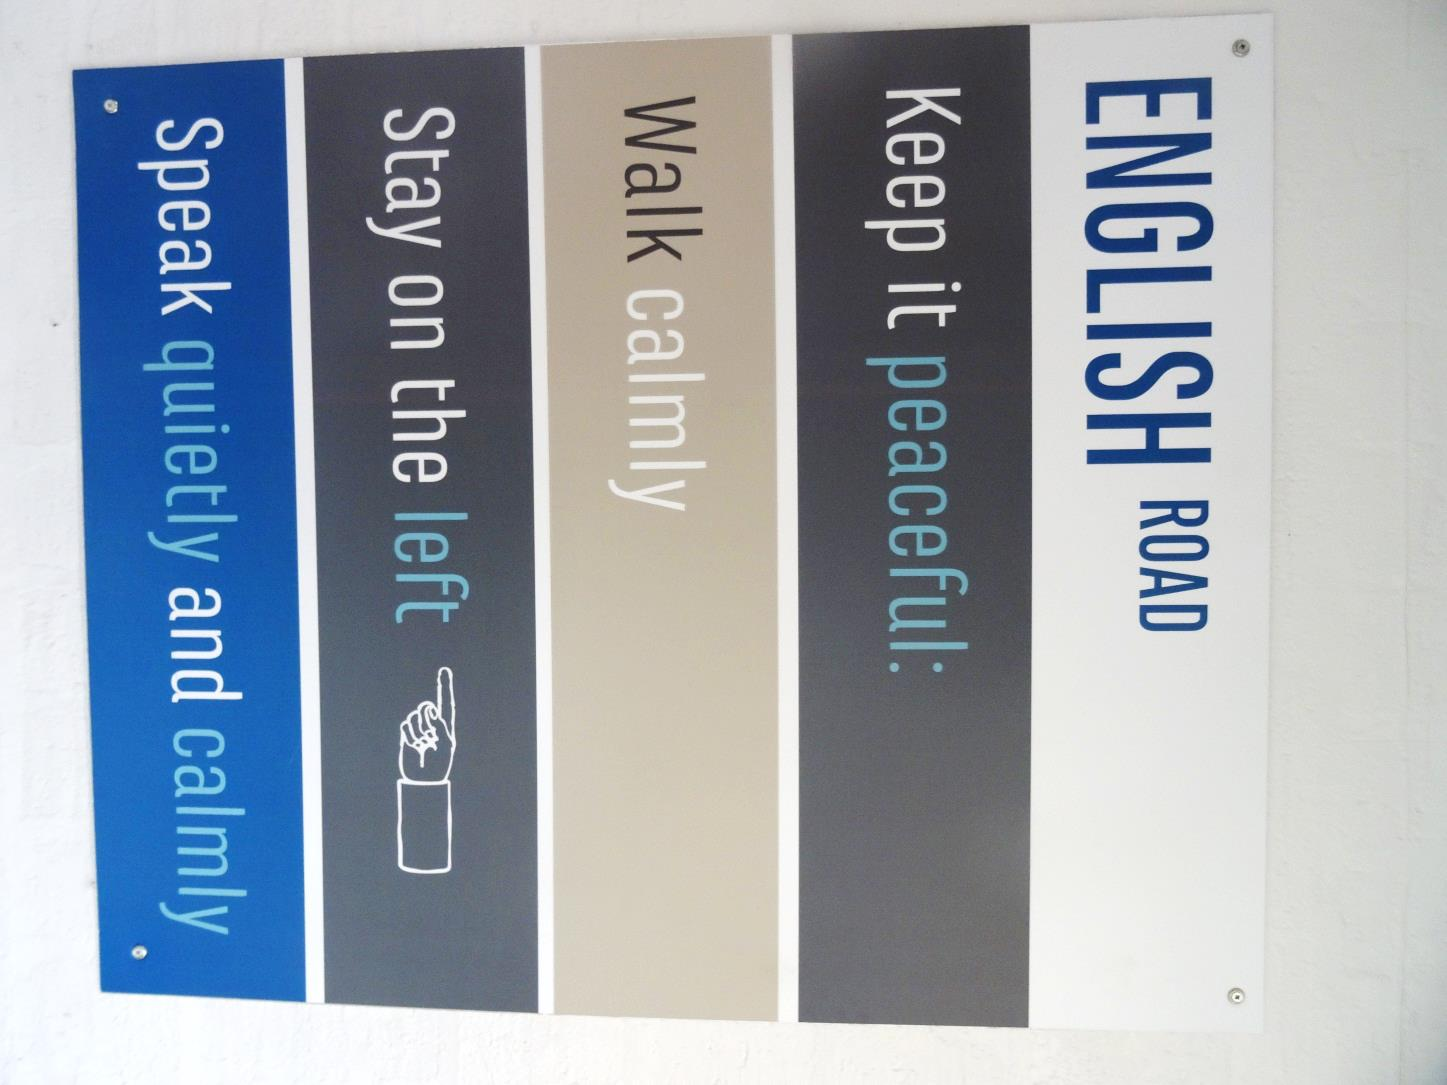 ENGLISH ROAD
Keep it peaceful:
Walk calmly
Stay on the left
Speak quietly and calmly